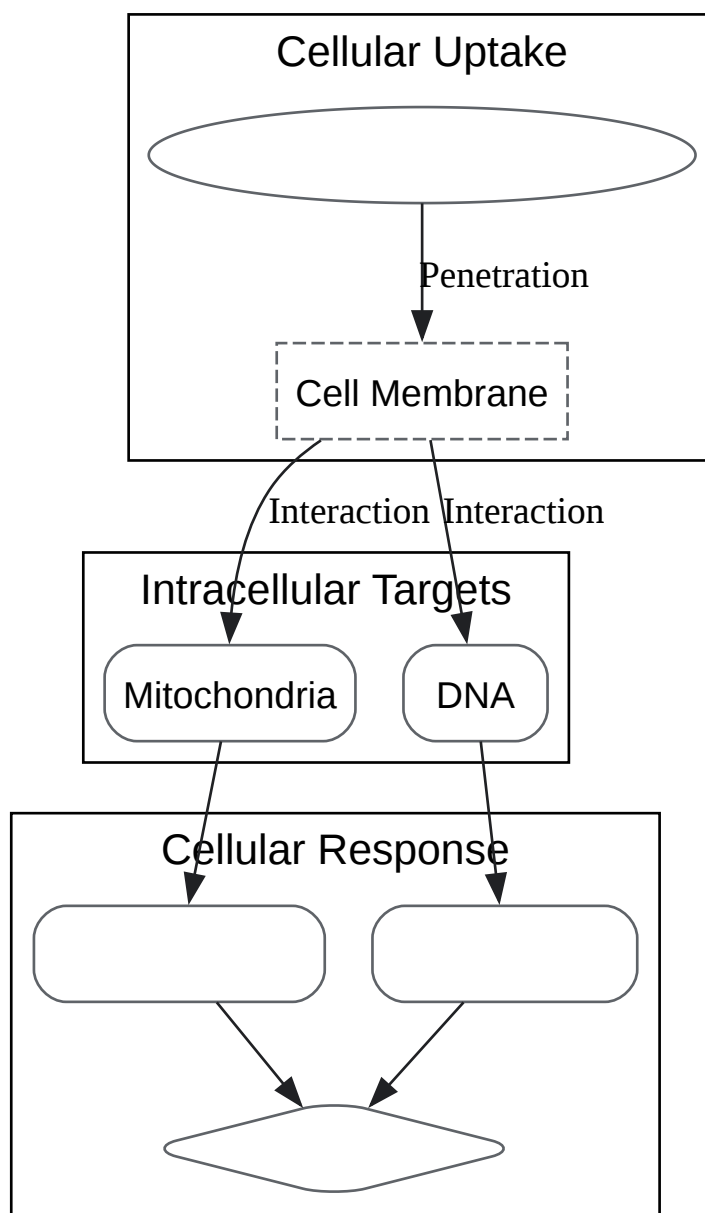 Cellular Uptake
Penetration
Cell Membrane
Interaction
Interaction
Intracellular Targets
Mitochondria
DNA
Cellular Response